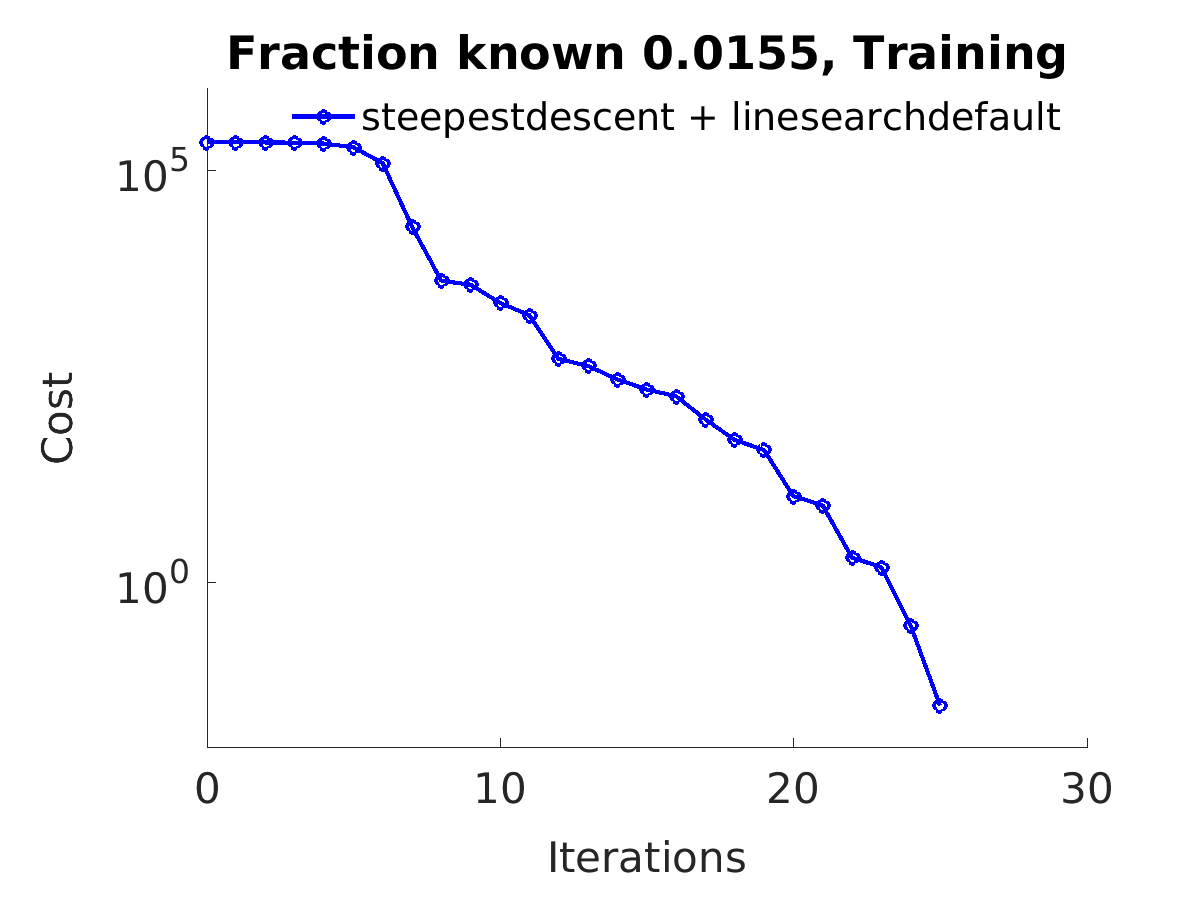 Fraction known 0.0155, Training
steepestdescent + linesearchdefault
10^5
10^0
Cost
0 10 20 30
Iterations